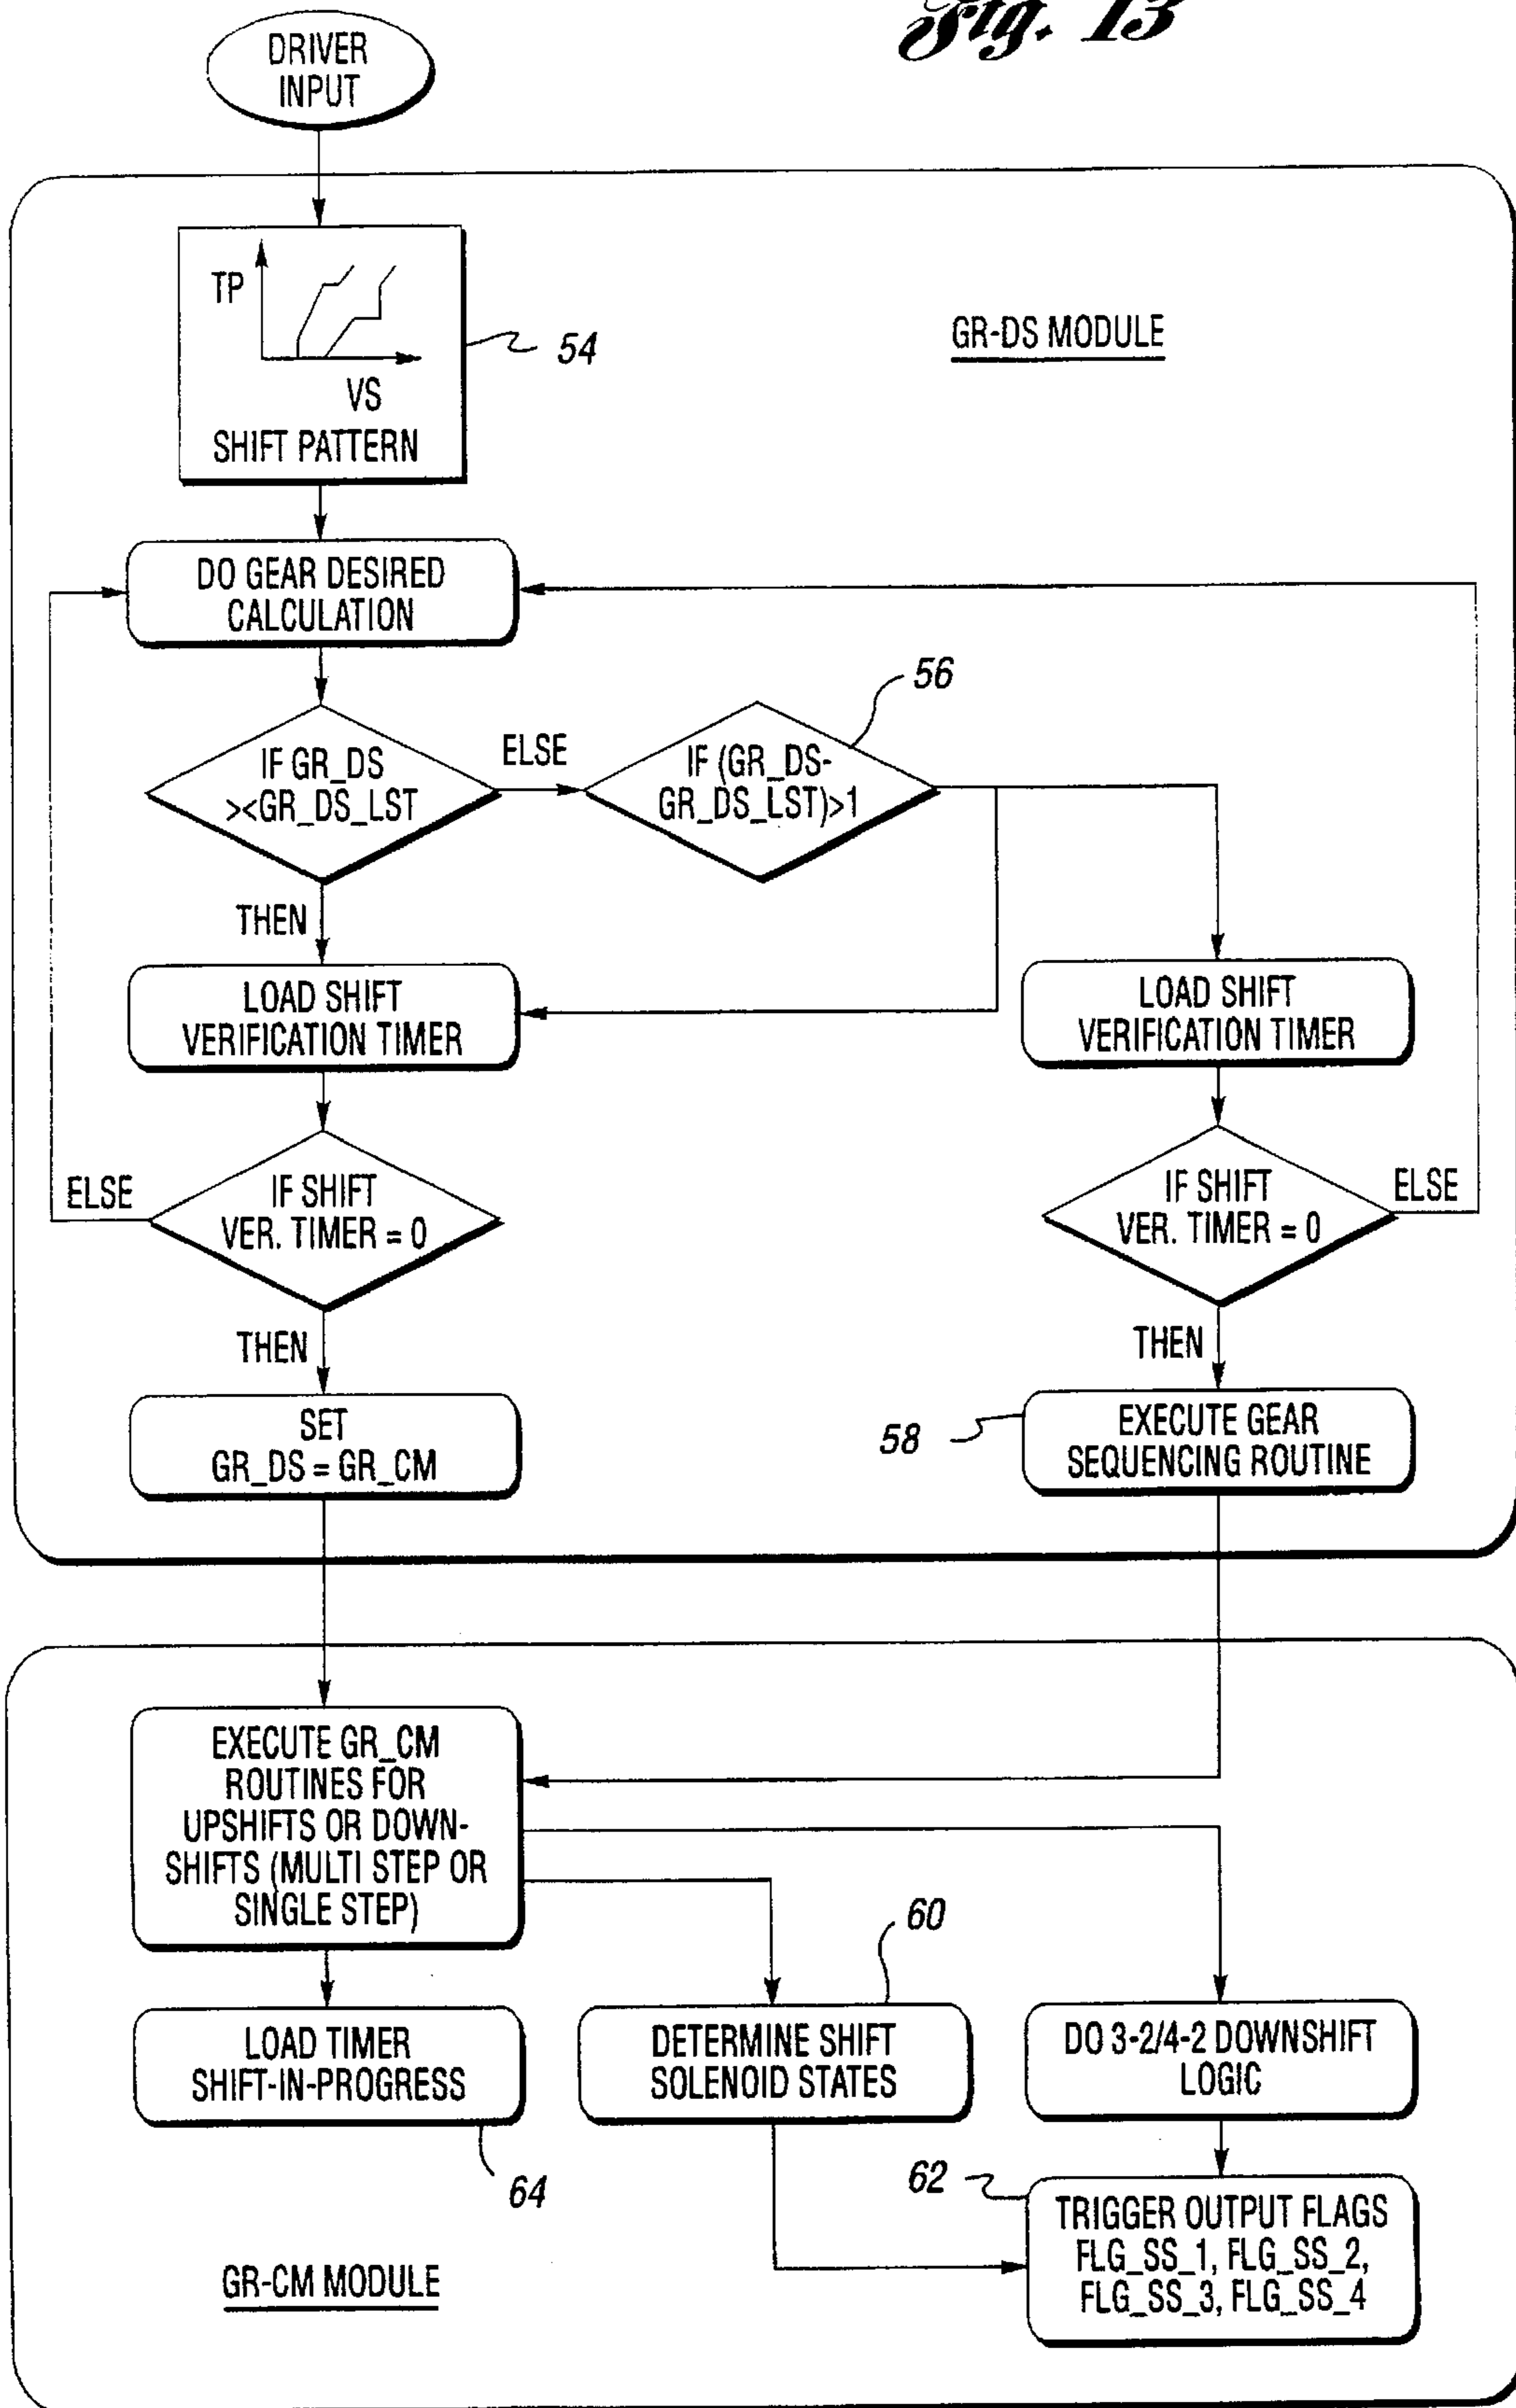 Fig. 13
DRIVER
INPUT
TP
VS
SHIFT PATTERN
54
GR-DS MODULE
DO GEAR DESIRED
CALCULATION
IF GR_DS
><GR_DS_LST
ELSE
IF (GR_DS-
GR_DS_LST)>1
56
THEN
LOAD SHIFT
VERIFICATION TIMER
LOAD SHIFT
VERIFICATION TIMER
ELSE
IF SHIFT
VER. TIMER = 0
IF SHIFT
VER. TIMER = 0
ELSE
THEN
THEN
SET
GR_DS = GR_CM
58
EXECUTE GEAR
SEQUENCING ROUTINE
EXECUTE GR_CM
ROUTINES FOR
UPSHIFTS OR DOWN-
SHIFTS (MULTI STEP OR
SINGLE STEP)
60
LOAD TIMER
SHIFT-IN-PROGRESS
64
DETERMINE SHIFT
SOLENOID STATES
DO 3-2/4-2 DOWNSHIFT
LOGIC
62
TRIGGER OUTPUT FLAGS
FLG_SS_1, FLG_SS_2,
FLG_SS_3, FLG_SS_4
GR-CM MODULE